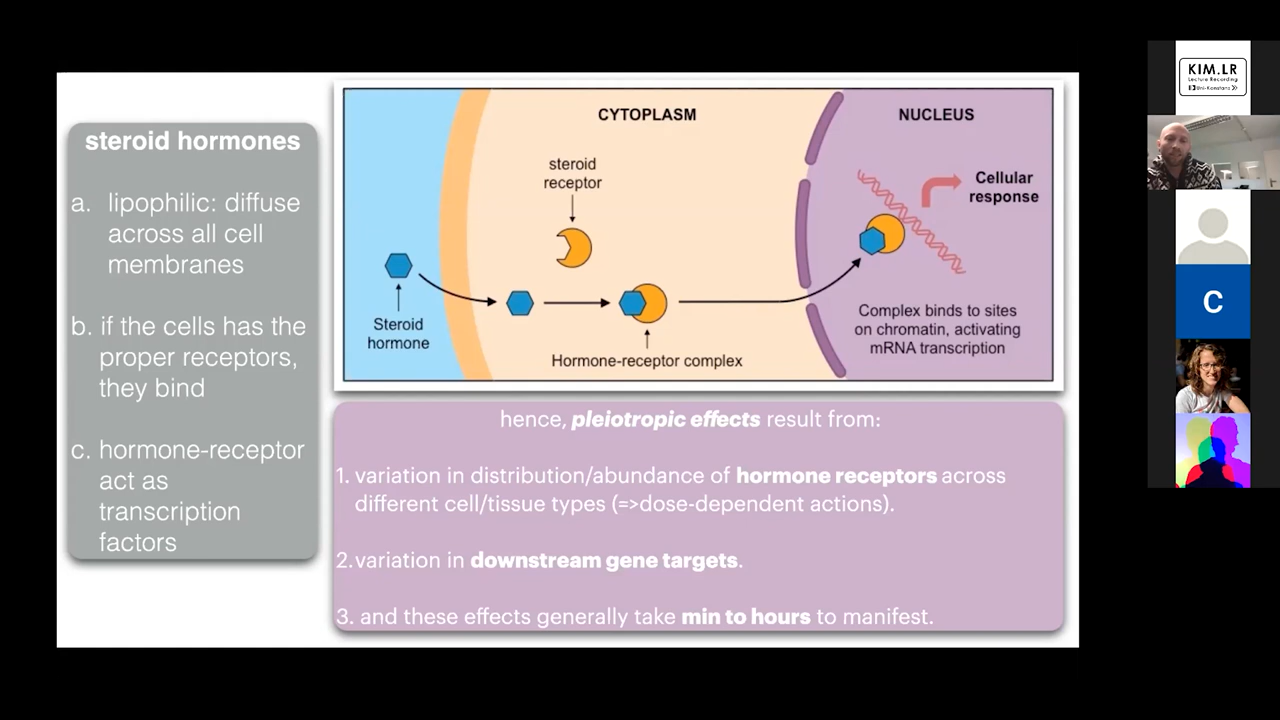 steroid hormones
a. lipophilic: diffuse
across all cell
membranes
b. if the cells has the
proper receptors,
they bind
c. hormone-receptor
act as
transcription
factors
CYTOPLASM
NUCLEUS
steroid
receptor
Cellular
response
Steroid
hormone
Hormone-receptor complex
Complex binds to sites
on chromatin, activating
mRNA transcription
hence, pleiotropic effects result from:
1. variation in distribution/abundance of hormone receptors across
different cell/tissue types (=>dose-dependent actions).
2. variation in downstream gene targets.
3. and these effects generally take min to hours to manifest.
KIM.LR
Lecture Recording
Uni-Konstanz
C